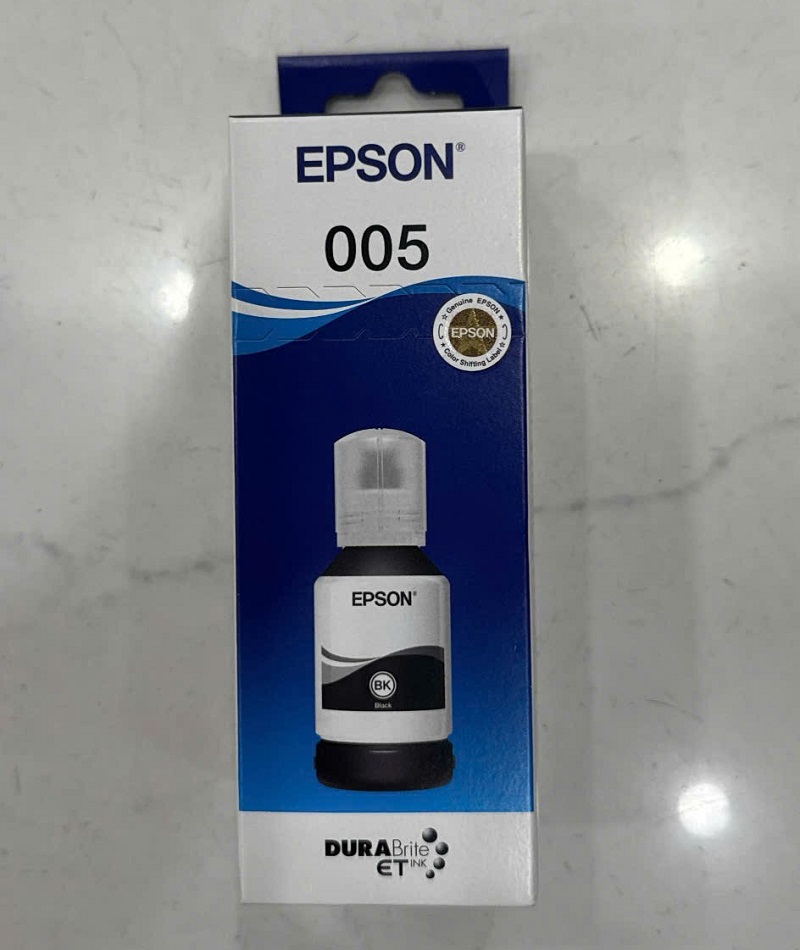 EPSON®
005
☆ Genuine EPSON ★
EPSON
★ Color Shifting Label ☆
EPSON®
BK
Black
DURABrite
ET INK